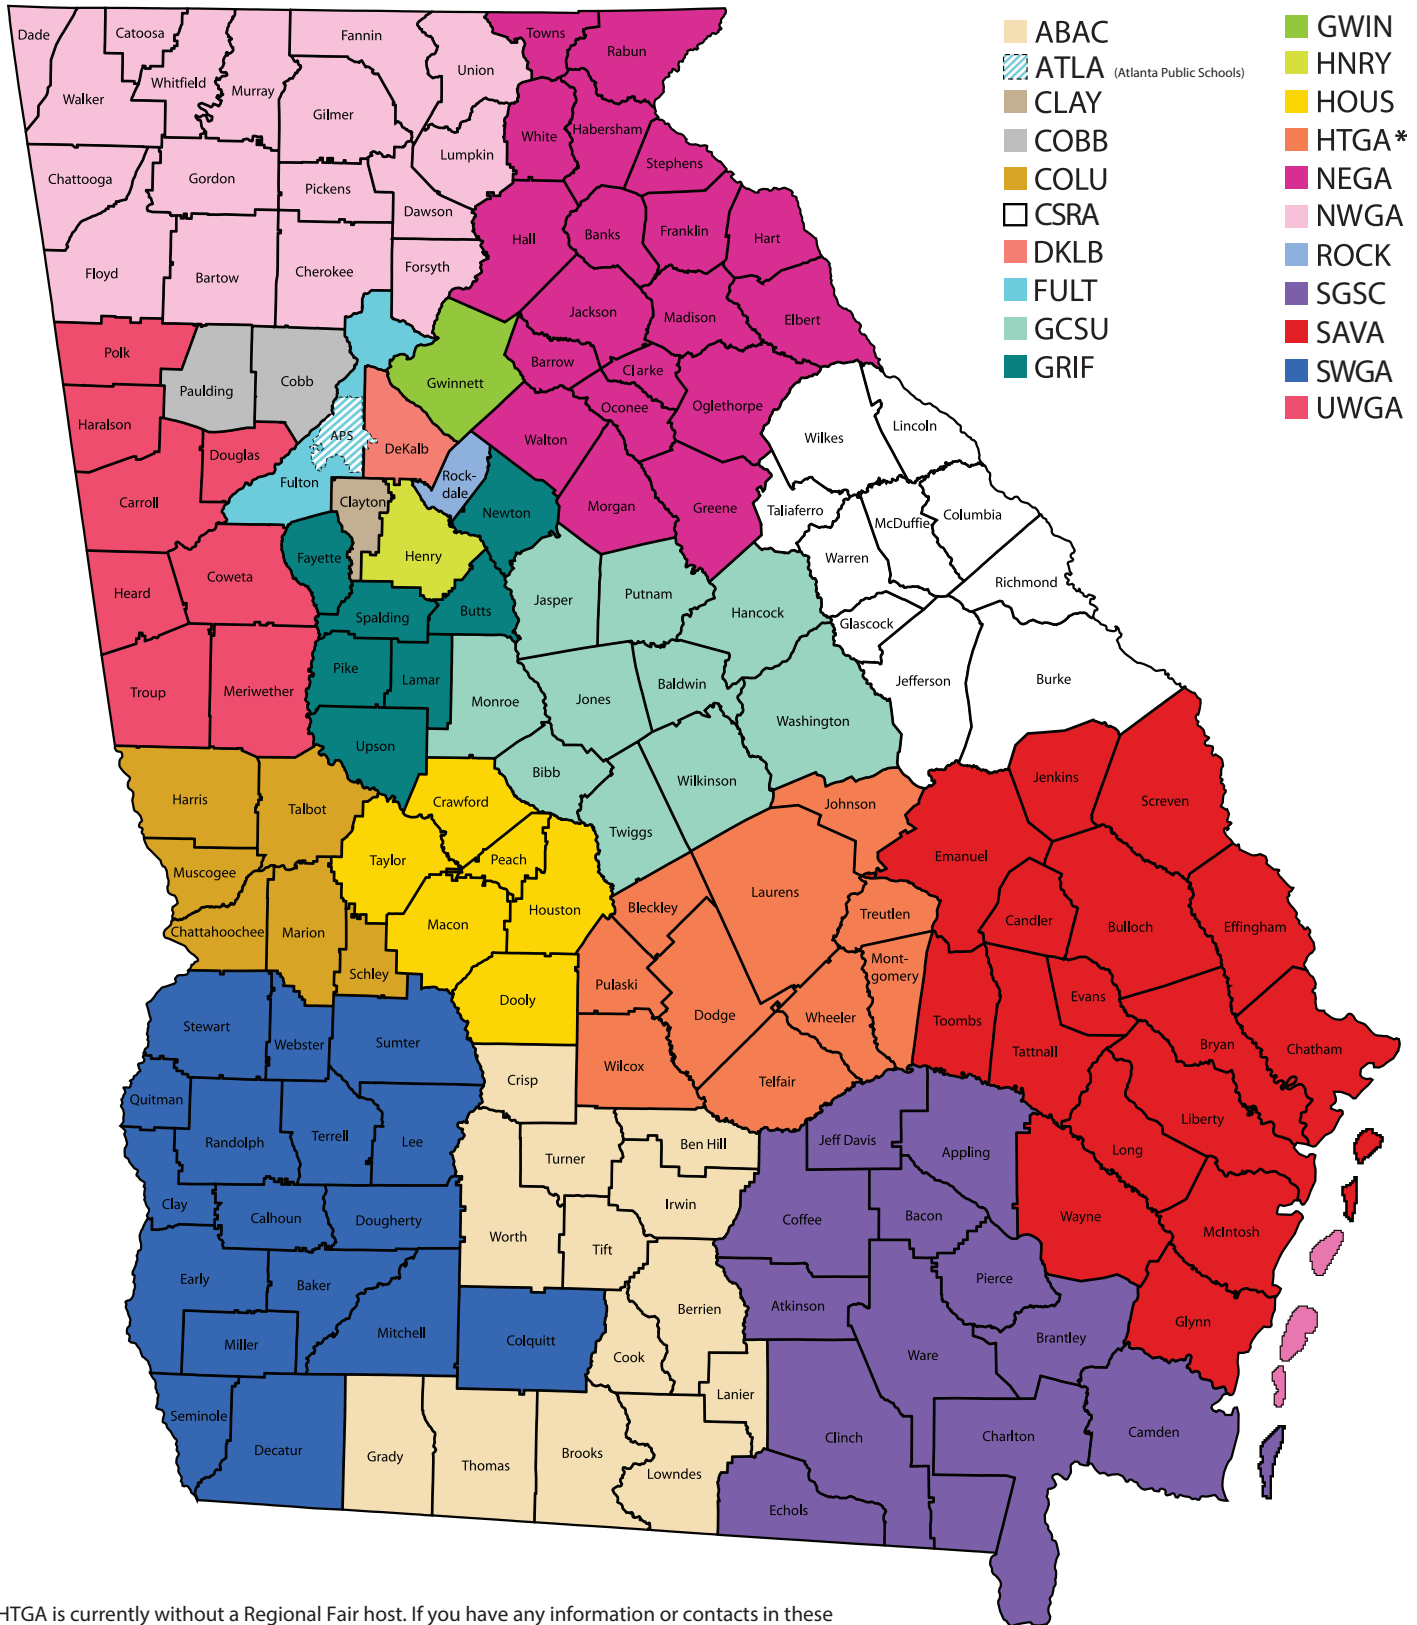 Dade
Catoosa
Fannin
Towns
Rabun
Union
Whitfield
Murray
Walker
Gilmer
White
Habersham
Lumpkin
Stephens
Chattooga
Gordon
Pickens
Dawson
Hall
Banks
Franklin
Hart
Floyd
Bartow
Cherokee
Forsyth
Jackson
Madison
Elbert
Polk
Paulding
Cobb
Gwinnett
Barrow
Clarke
Oconee
Oglethorpe
Haralson
Douglas
APS
DeKalb
Walton
Wilkes
Lincoln
Carroll
Fulton
Clayton
Rock-
dale
Newton
Morgan
Greene
Taliaferro
McDuffie
Columbia
Heard
Coweta
Fayette
Henry
Warren
Richmond
Spalding
Butts
Jasper
Putnam
Hancock
Glascock
Troup
Meriwether
Pike
Lamar
Monroe
Jones
Baldwin
Washington
Jefferson
Burke
Upson
Bibb
Wilkinson
Harris
Talbot
Crawford
Twiggs
Johnson
Jenkins
Screven
Muscogee
Taylor
Peach
Emanuel
Chattahoochee
Marion
Macon
Houston
Bleckley
Laurens
Treutlen
Candler
Bulloch
Effingham
Schley
Dooly
Pulaski
Mont-
gomery
Stewart
Webster
Sumter
Dodge
Wheeler
Toombs
Evans
Tattnall
Bryan
Chatham
Crisp
Wilcox
Telfair
Quitman
Randolph
Terrell
Lee
Turner
Ben Hill
Jeff Davis
Appling
Long
Liberty
Clay
Calhoun
Dougherty
Worth
Tift
Irwin
Coffee
Bacon
Wayne
McIntosh
Early
Baker
Mitchell
Colquitt
Berrien
Atkinson
Pierce
Glynn
Miller
Cook
Ware
Brantley
Lanier
Seminole
Decatur
Grady
Thomas
Brooks
Lowndes
Clinch
Charlton
Camden
Echols
ABAC
ATLA (Atlanta Public Schools)
CLAY
COBB
COLU
CSRA
DKLB
FULT
GCSU
GRIF
GWIN
HNRY
HOUS
HTGA*
NEGA
NWGA
ROCK
SGSC
SAVA
SWGA
UWGA
HTGA is currently without a Regional Fair host. If you have any information or contacts in these